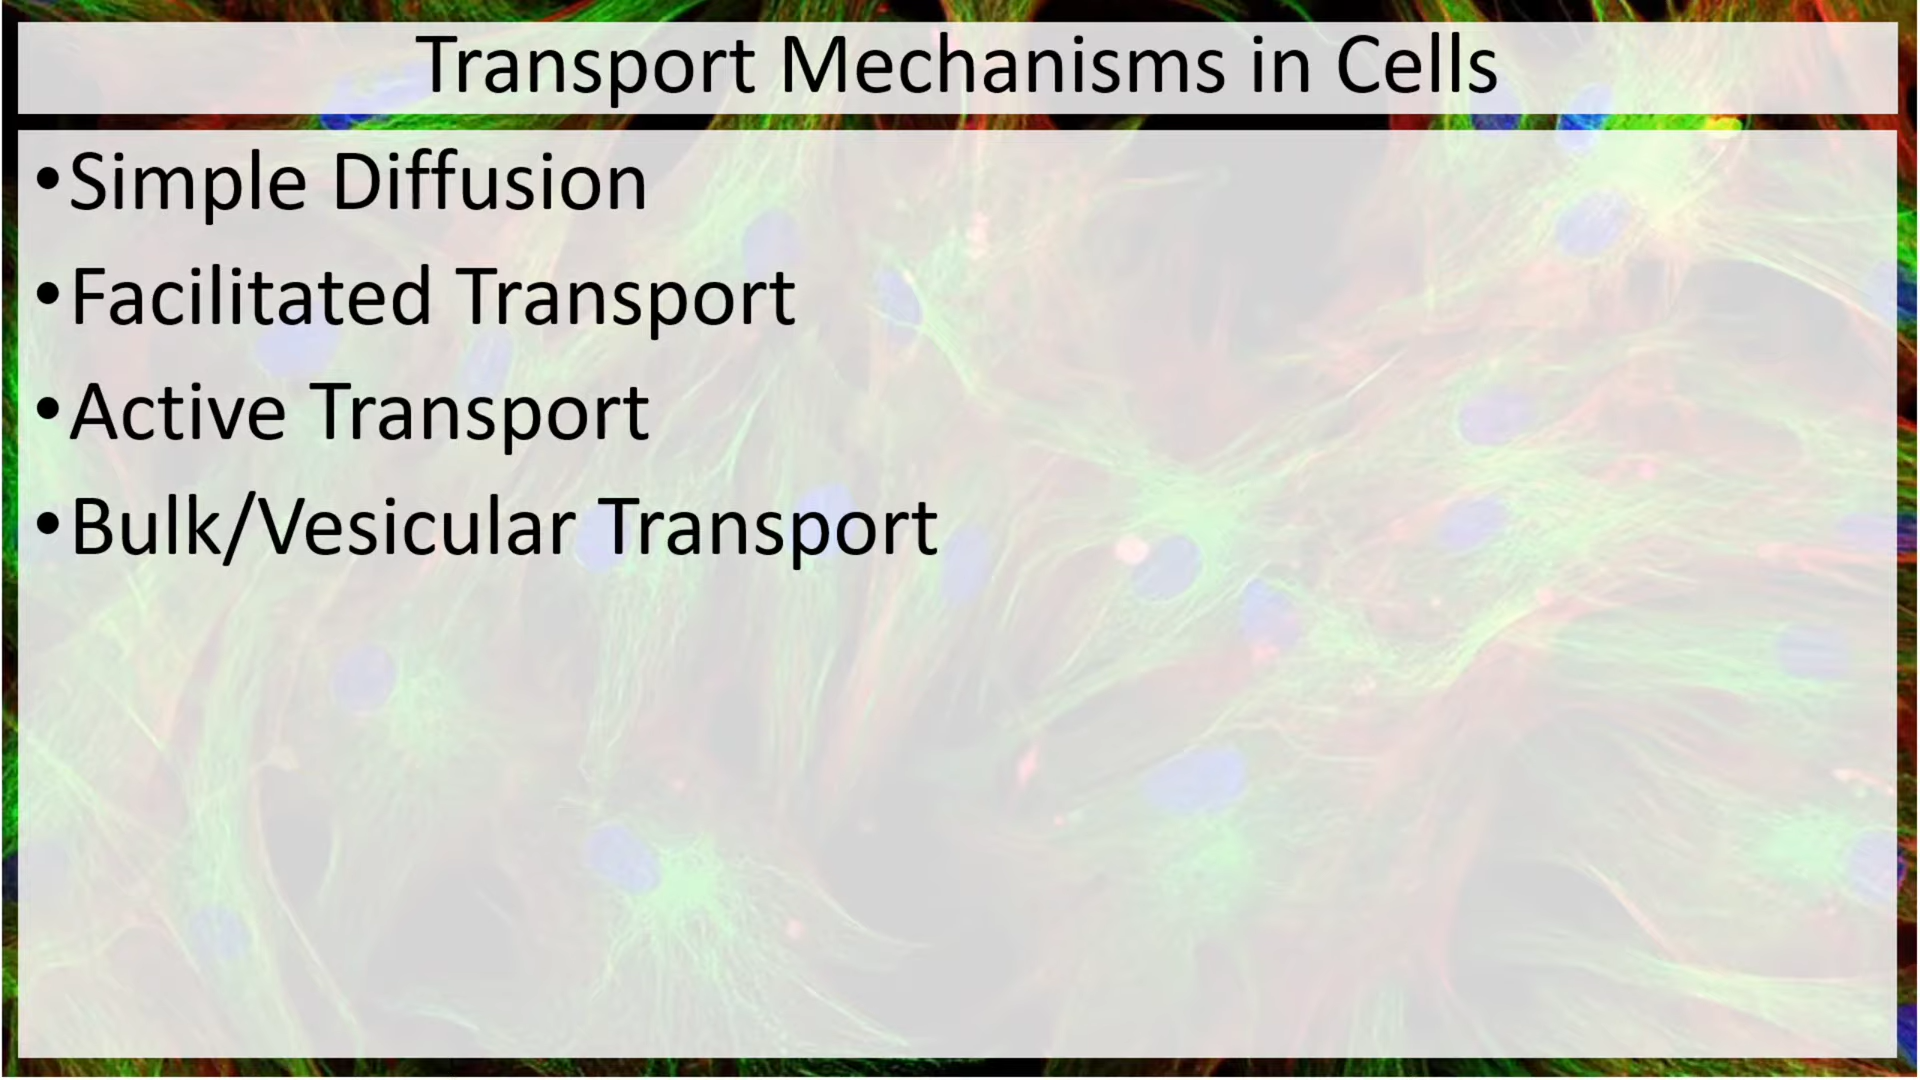 Transport Mechanisms in Cells
•Simple Diffusion
•Facilitated Transport
•Active Transport
•Bulk/Vesicular Transport